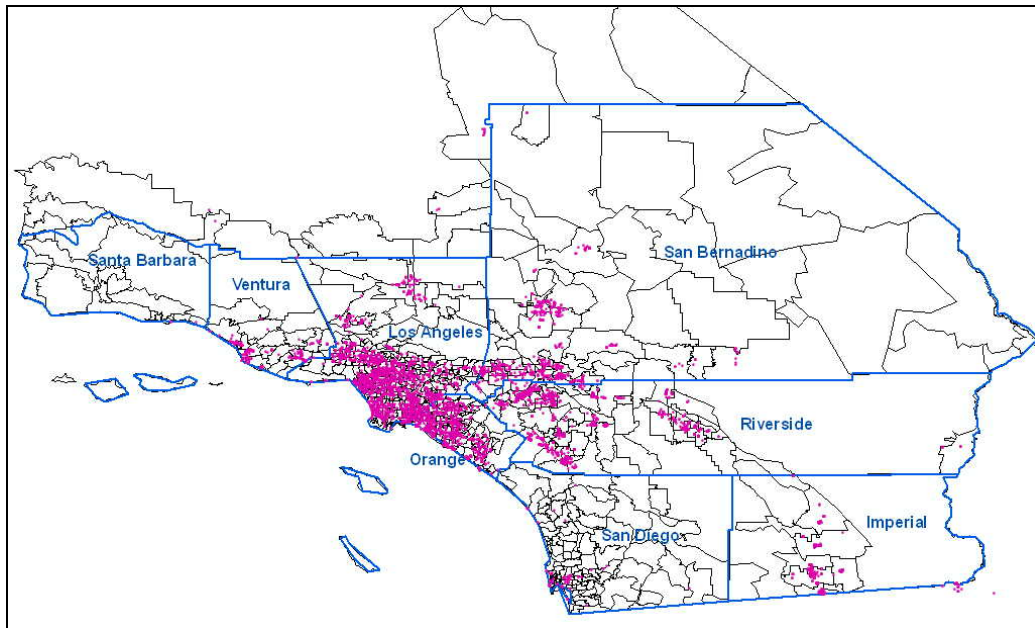 San Bernadino
Santa Barbara
Ventura
Los Angeles
Riverside
Orange
Imperial
San Diego